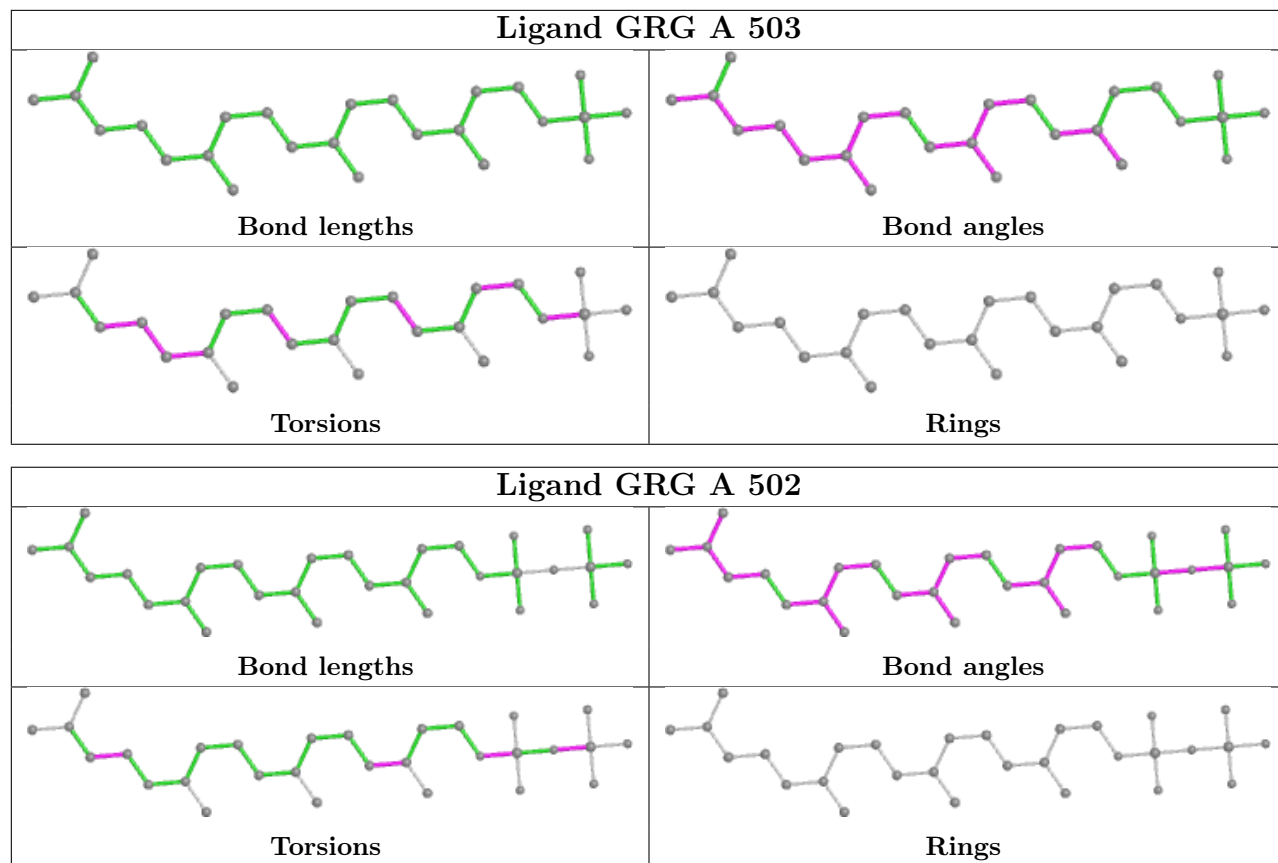 Ligand GRG A 503
Bond lengths
Bond angles
Torsions
Rings
Ligand GRG A 502
Bond lengths
Bond angles
Torsions
Rings